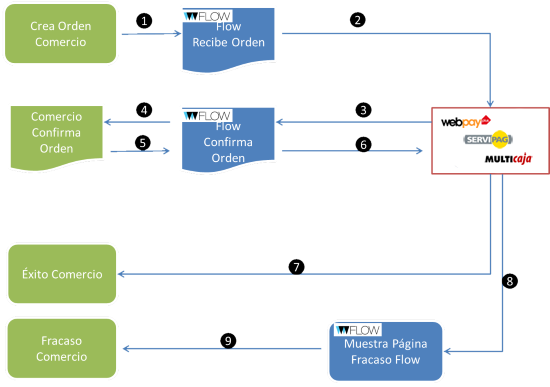 Crea Orden
Comercio
1
FLOW
Flow
Recibe Orden
2
Comercio
Confirma
Orden
4
5
FLOW
Flow
Confirma
Orden
3
6
webpay
SERVIPAG
MULTICAJA
Éxito Comercio
7
8
Fracaso
Comercio
9
FLOW
Muestra Página
Fracaso Flow